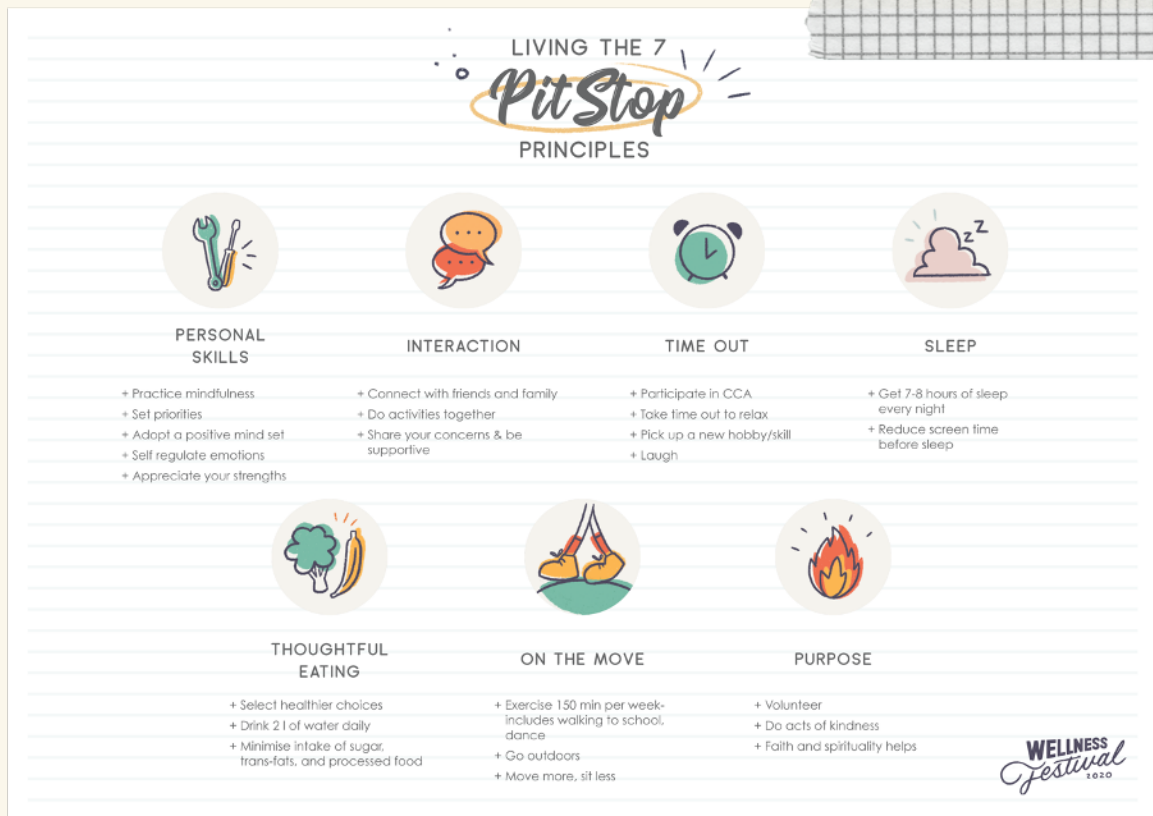 LIVING THE 7
PitStop
PRINCIPLES
PERSONAL
SKILLS
+ Practice mindfulness
+ Set priorities
+ Adopt a positive mind set
+ Self regulate emotions
+ Appreciate your strengths
INTERACTION
+ Connect with friends and family
+ Do activities together
+ Share your concerns & be
supportive
TIME OUT
+ Participate in CCA
+ Take time out to relax
+ Pick up a new hobby/skill
+ Laugh
zz
SLEEP
+ Get 7-8 hours of sleep
every night
+ Reduce screen time
before sleep
THOUGHTFUL
EATING
+ Select healthier choices
+ Drink 2 l of water daily
+ Minimise intake of sugar,
trans-fats, and processed food
ON THE MOVE
+ Exercise 150 min per week-
includes walking to school,
dance
+ Go outdoors
+ Move more, sit less
PURPOSE
+ Volunteer
+ Do acts of kindness
+ Faith and spirituality helps
WELLNESS
Festival
2020